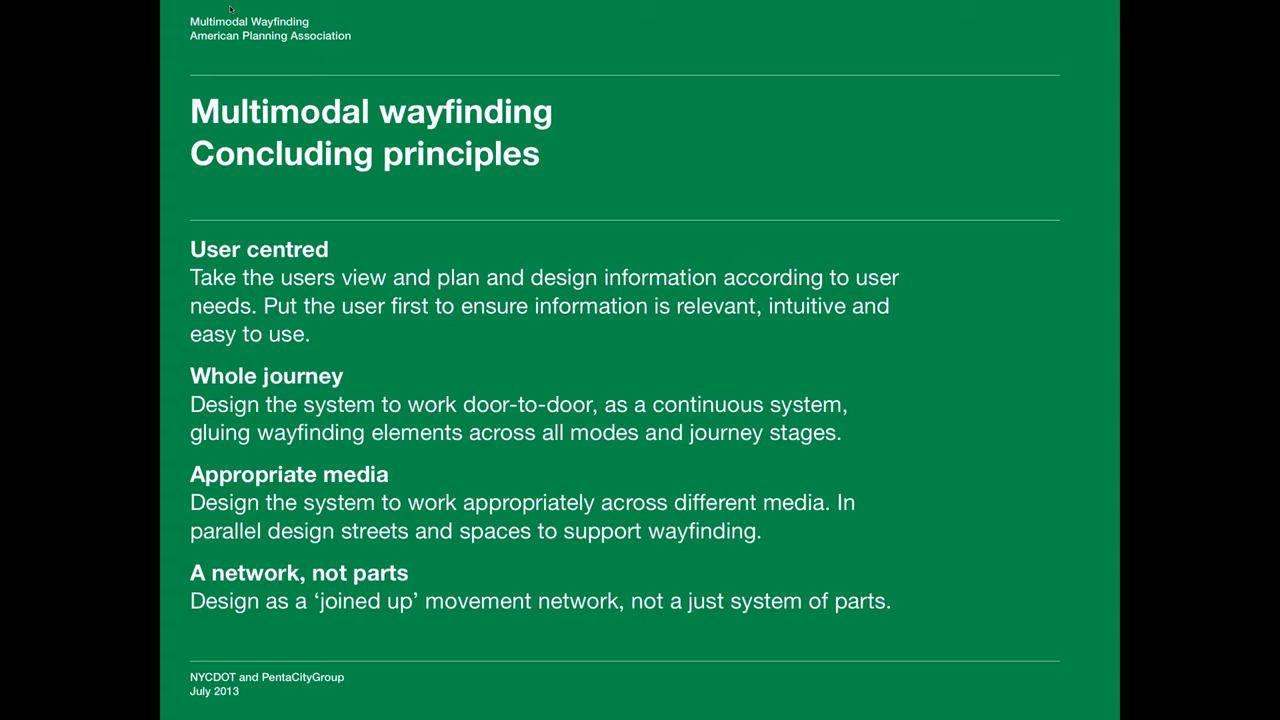 Multimodal Wayfinding
American Planning Association
Multimodal wayfinding
Concluding principles
User centred
Take the users view and plan and design information according to user
needs. Put the user first to ensure information is relevant, intuitive and
easy to use.
Whole journey
Design the system to work door-to-door, as a continuous system,
gluing wayfinding elements across all modes and journey stages.
Appropriate media
Design the system to work appropriately across different media. In
parallel design streets and spaces to support wayfinding.
A network, not parts
Design as a ‘joined up’ movement network, not a just system of parts.
NYCDOT and PentaCityGroup
July 2013